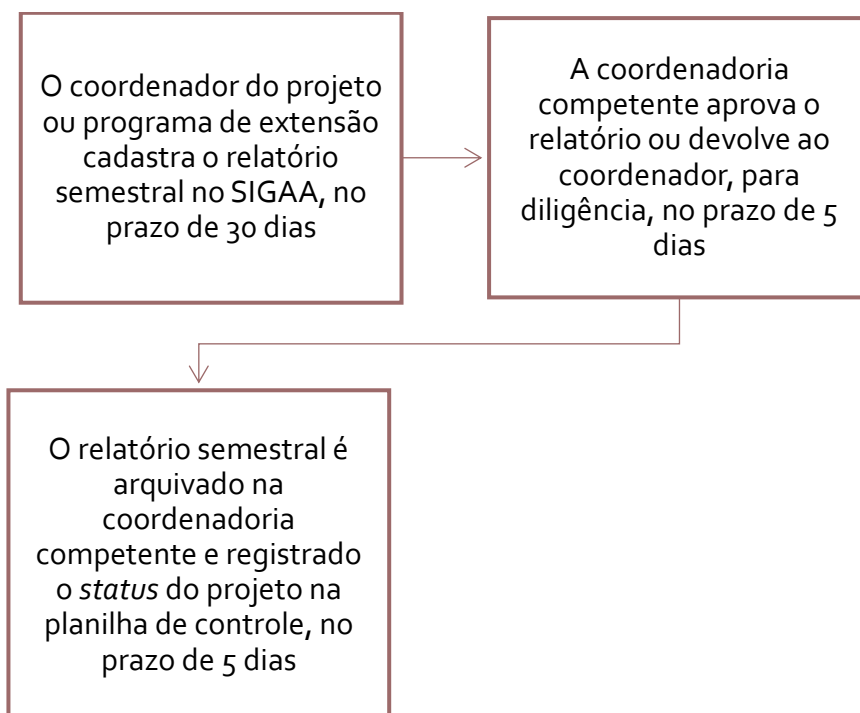 O coordenador do projeto
ou programa de extensão
cadastra o relatório
semestral no SIGAA, no
prazo de 30 dias
A coordenadoria
competente aprova o
relatório ou devolve ao
coordenador, para
diligência, no prazo de 5
dias
O relatório semestral é
arquivado na
coordenadoria
competente e registrado
o status do projeto na
planilha de controle, no
prazo de 5 dias